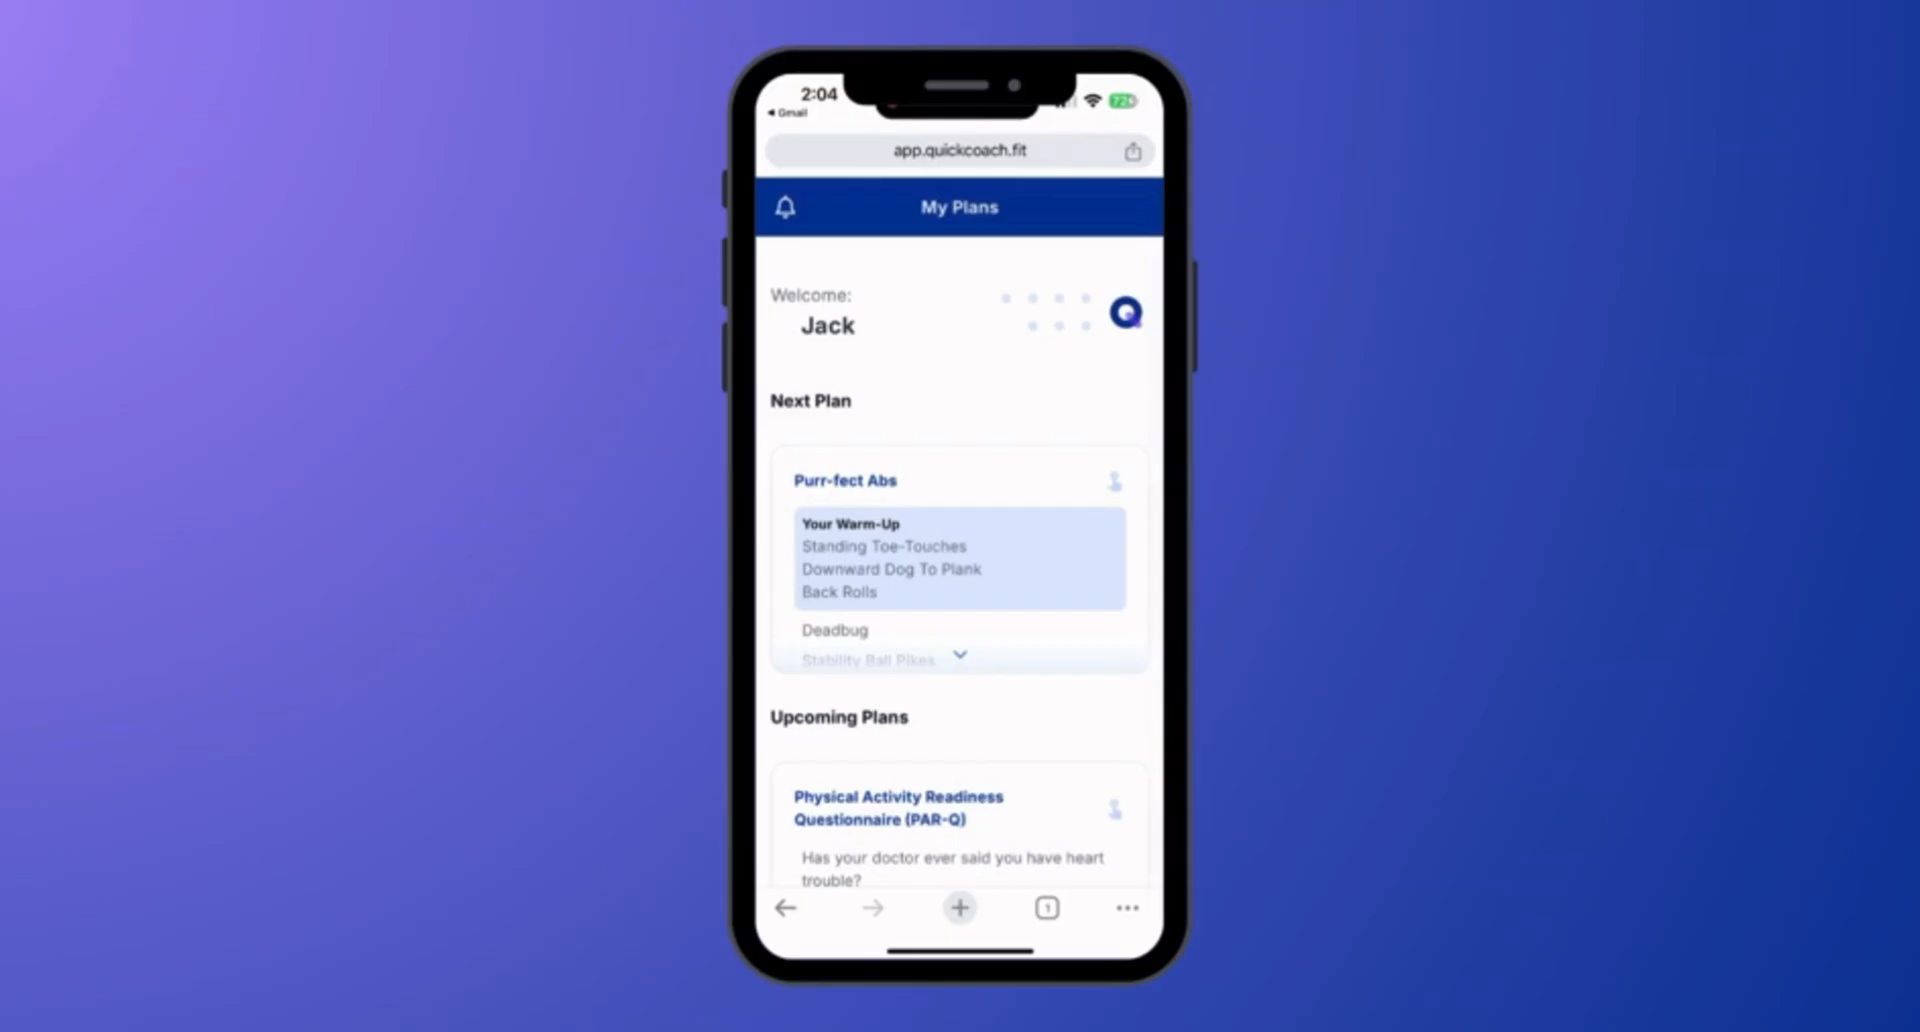 2:04
Gmail
72
app.quickcoach.fit
My Plans
Welcome:
Jack
Next Plan
Purr-fect Abs
Your Warm-Up
Standing Toe-Touches
Downward Dog To Plank
Back Rolls
Deadbug
Stability Ball Pikes
Upcoming Plans
Physical Activity Readiness
Questionnaire (PAR-Q)
Has your doctor ever said you have heart
trouble?
1